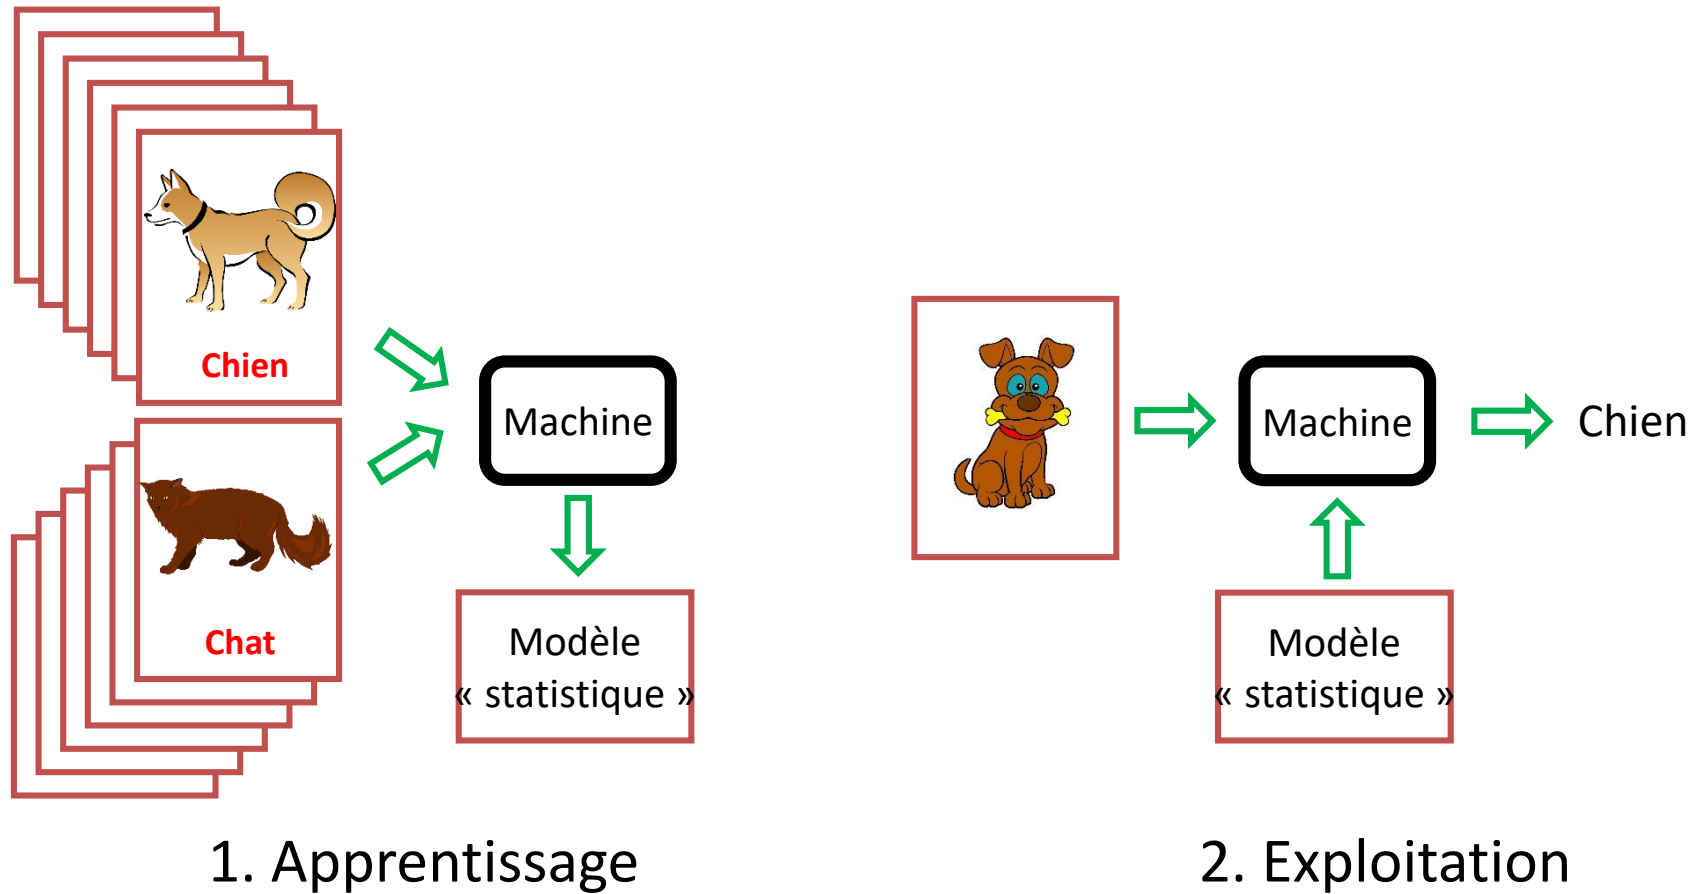 Chien
Machine
Chat
Modèle
« statistique »
1. Apprentissage
Machine
Chien
Modèle
« statistique »
2. Exploitation